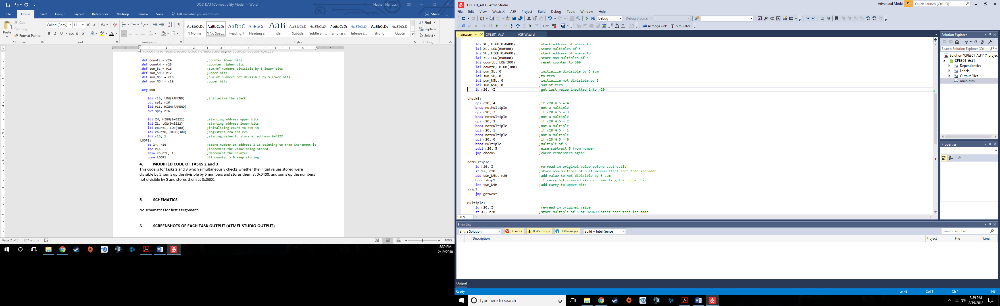 DOC_DA1 [Compatibility Mode] - Word
Nathan Hanuscin
File Home Insert Design Layout References Mailings Review View Tell me what you want to do
Share
Paste
Cut
Copy
Format Painter
Clipboard
Calibri (Body) 11
Font
Paragraph
AaBbCcDc AaBbCcDc AaBbC AaBbCcl AaB AaBbCcD AaBbCcDc AaBbCcDc AaBbCcDc AaBbCcDc AaBbCcDc
¶ Normal ¶ No Spac... Heading 1 Heading 2 Title Subtitle Subtle Em... Emphasis Intense E... Strong Quote
Styles
Find
Replace
Select
Editing
This code is for task 1 to store 300 numbers starting at address location 0x0222.
.def countL = r24 ;counter lower bits
.def countH = r25 ;counter higher bits
.def sum_5L = r16 ;sum of numbers divisible by 5 lower bits
.def sum_5H = r17 ;upper bits
.def sum_N5L = r18 ;sum of numbers not divisible by 5 lower bits
.def sum_N5H = r19 ;upper bits
.org 0x0
ldi r16, LOW(RAMEND) ;initialize the stack
out spl, r16
ldi r16, HIGH(RAMEND)
out sph, r16
ldi ZH, HIGH(0x0222) ;starting address upper bits
ldi ZL, LOW(0x0222) ;starting address lower bits
ldi countL, LOW(300) ;initalizing count to 300 in
ldi countH, HIGH(300) ;registers r24 and r25
ldi r16, 1 ;staring value to store at address 0x0222
LOOP1:
st Z+, r16 ;store number at address Z is pointing to then increment it
inc r16 ;increment the value being stored
sbiw countL, 1 ;decrement the counter
brne LOOP1 ;if counter > 0 keep storing
4. MODIFIED CODE OF TASKS 2 and 3
This code is for tasks 2 and 3 which simultaneously checks whether the initial values stored were
divisible by 5, sums up the divisible by 5 numbers and stores them at 0x0400, and sums up the numbers
not divisible by 5 and stores them at 0x0600.
5. SCHEMATICS
No schematics for first assignment.
6. SCREENSHOTS OF EACH TASK OUTPUT (ATMEL STUDIO OUTPUT)
Page 2 of 3 267 words
100%
3:39 PM
2/19/2018
CPE301_Ast1 - AtmelStudio
Advanced Mode
Quick Launch (Ctrl+Q)
File Edit View VAssistX ASF Project Build Debug Tools Window Help
Debug
Debug Browser
Hex
ATmega328P
Simulator
main.asm CPE301_Ast1 ASF Wizard
ldi XH, HIGH(0x0400) ;start address of where to
ldi XL, LOW(0x0400) ;store multiples of 5
ldi YH, HIGH(0x0600) ;start address of where to
ldi YL, LOW(0x0600) ;store non-multiples of 5
ldi countL, LOW(300) ;reset counter to 300
ldi countH, HIGH(300)
ldi sum_5L, 0 ;initialize divisible by 5 sum
ldi sum_5H, 0 ;to zero
ldi sum_N5L, 0 ;initialize not divisible by 5
ldi sum_N5H, 0 ;sum of zero
ld r20, -Z ;get last value inputted into r20
check5:
cpi r20, 4 ;if r20 % 5 = 4
breq notMultiple ;not a multiple
cpi r20, 3 ;if r20 % 5 = 3
breq notMultiple ;not a multiple
cpi r20, 2 ;if r20 % 5 = 2
breq notMultiple ;not a multiple
cpi r20, 1 ;if r20 % 5 = 1
breq notMultiple ;not a multiple
cpi r20, 0 ;if r20 % 5 = 0
breq Multiple ;multiple of 5
subi r20, 5 ;else subtract 5 from number
jmp check5 ;check remainders again
notMultiple:
ld r20, Z ;re-read in original value before subtraction
st Y+, r20 ;store non-multiple of 5 at 0x0600 start addr then inc addr
add sum_N5L, r20 ;add value to not divisible by 5 sum
brcc skip1 ;if carry bit cleared skip incrementing the uppper bit
inc sum_N5H ;add carry to upper bits
skip1:
jmp getNext
Multiple:
ld r20, Z ;re-read in original value
st X+, r20 ;store multiple of 5 at 0x0400 start addr then inc addr
100 %
Solution Explorer
Search Solution Explorer (Ctrl+;
Solution 'CPE301_Ast1' (1 projec
CPE301_Ast1
Dependencies
Labels
Output Files
main.asm
Properties
Error List
Entire Solution 0 Errors 0 Warnings 0 Messages Build + IntelliSense
Search Error List
Description Project File Line
Output
Ready
Ln 48 Col 1 Ch 1 INS
Type here to search
3:39 PM
2/19/2018